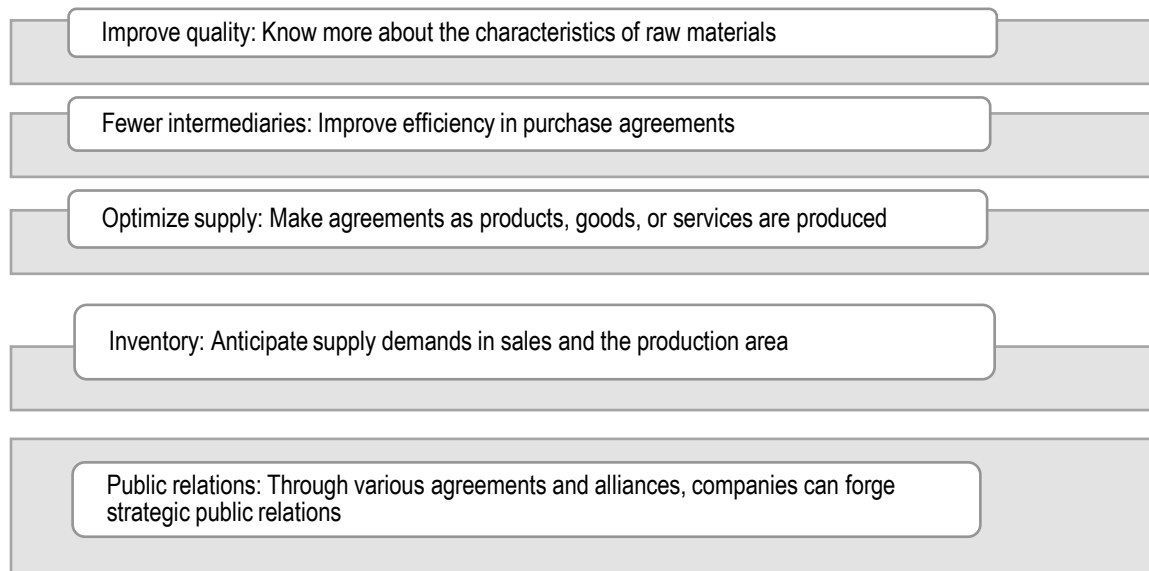 Improve quality: Know more about the characteristics of raw materials
Fewer intermediaries: Improve efficiency in purchase agreements
Optimize supply: Make agreements as products, goods, or services are produced
Inventory: Anticipate supply demands in sales and the production area
Public relations: Through various agreements and alliances, companies can forge
strategic public relations